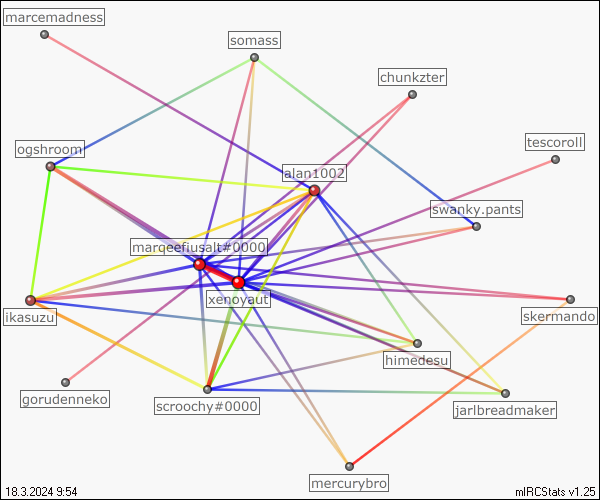 marcemadness
somass
chunkzter
tescoroll
ogshroom
alan1002
swanky.pants
marqeefiusalt#0000
xenoyaut
ikasuzu
skermando
himedesu
gorudenneko
scroochy#0000
jarlbreadmaker
mercurybro
18.3.2024 9:54
mIRCStats v1.25